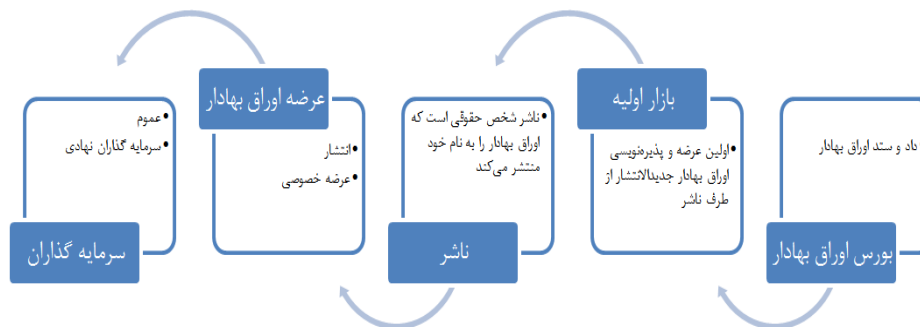 داد و ستد اوراق بهادار
بورس اوراق بهادار
بازار اولیه
اولین عرضه و پذیره‌نویسی
اوراق بهادار جدیدالانتشار از
طرف ناشر
ناشر شخص حقوقی است که
اوراق بهادار را به نام خود
منتشر می‌کند
ناشر
عرضه اوراق بهادار
انتشار
عرضه خصوصی
عموم
سرمایه گذاران نهادی
سرمایه گذاران